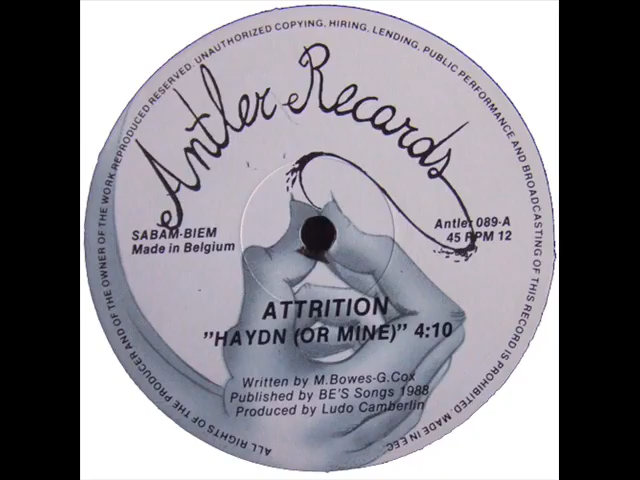 ALL RIGHTS OF THE PRODUCER AND OF THE OWNER OF THE WORK REPRODUCED RESERVED. UNAUTHORIZED COPYING, HIRING, LENDING, PUBLIC PERFORMANCE AND BROADCASTING OF THIS RECORD IS PROHIBITED. MADE IN EEC
Antler Records
SABAM-BIEM
Made in Belgium
Antler 089-A
45 RPM 12
ATTRITION
"HAYDN (OR MINE)" 4:10
Written by M.Bowes-G.Cox
Published by BE'S Songs 1988
Produced by Ludo Camberlin